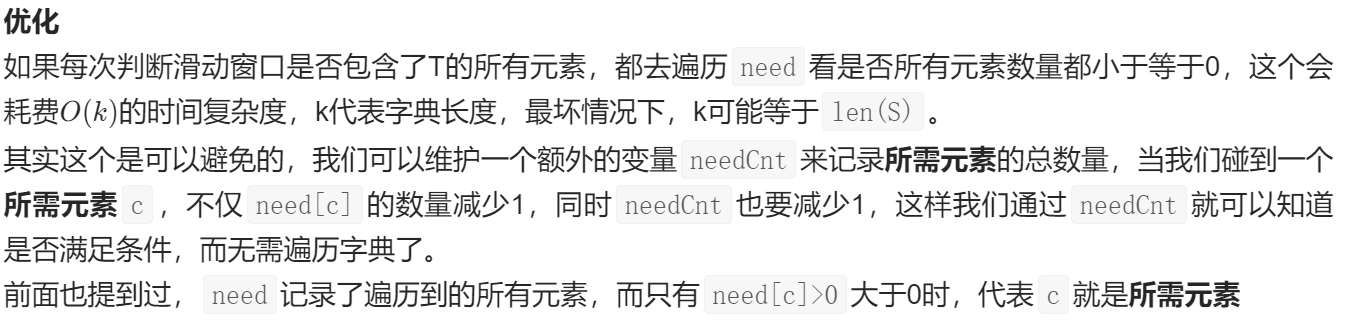 优化
如果每次判断滑动窗口是否包含了T的所有元素，都去遍历 need 看是否所有元素数量都小于等于0，这个会
耗费O(k)的时间复杂度，k代表字典长度，最坏情况下，k可能等于 len(S) 。
其实这个是可以避免的，我们可以维护一个额外的变量 needCnt 来记录所需元素的总数量，当我们碰到一个
所需元素 c ，不仅 need[c] 的数量减少1，同时 needCnt 也要减少1，这样我们通过 needCnt 就可以知道
是否满足条件，而无需遍历字典了。
前面也提到过， need 记录了遍历到的所有元素，而只有 need[c]>0 大于0时，代表 c 就是所需元素